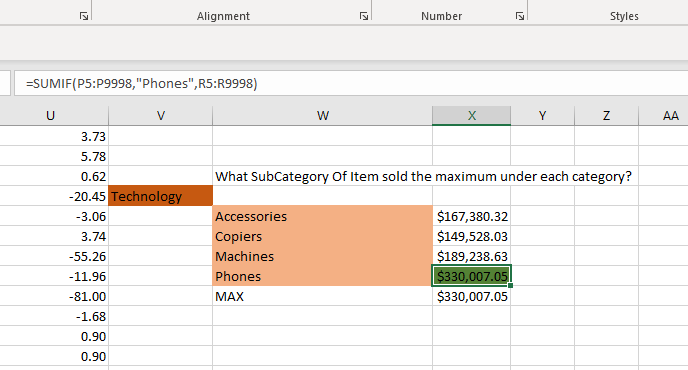 Alignment Number Styles
=SUMIF(P5:P9998,"Phones",R5:R9998)
U V W X Y Z AA
3.73
5.78
0.62 What SubCategory Of Item sold the maximum under each category?
-20.45 Technology
-3.06 Accessories $167,380.32
3.74 Copiers $149,528.03
-55.26 Machines $189,238.63
-11.96 Phones $330,007.05
-81.00 MAX $330,007.05
-1.68
0.90
0.90